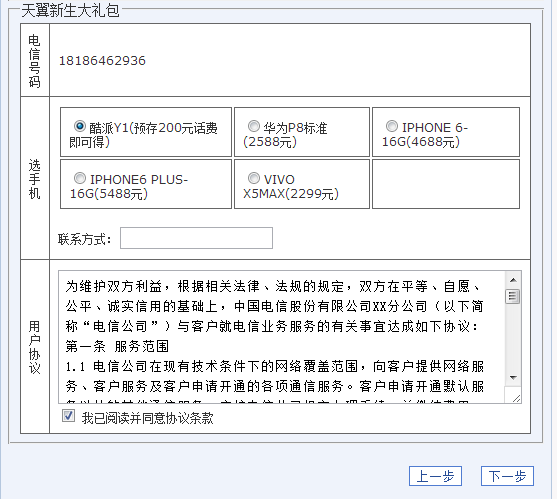 天翼新生大礼包
电信号码
18186462936
选手机
酷派Y1(预存200元话费即可得)
华为P8标准(2588元)
IPHONE 6-16G(4688元)
IPHONE6 PLUS-16G(5488元)
VIVO X5MAX(2299元)
联系方式：
用户协议
为维护双方利益，根据相关法律、法规的规定，双方在平等、自愿、
公平、诚实信用的基础上，中国电信股份有限公司XX分公司（以下简
称“电信公司”）与客户就电信业务服务的有关事宜达成如下协议：
第一条 服务范围
1.1 电信公司在现有技术条件下的网络覆盖范围，向客户提供网络服
务、客户服务及客户申请开通的各项通信服务。客户申请开通默认服
我已阅读并同意协议条款
上一步
下一步